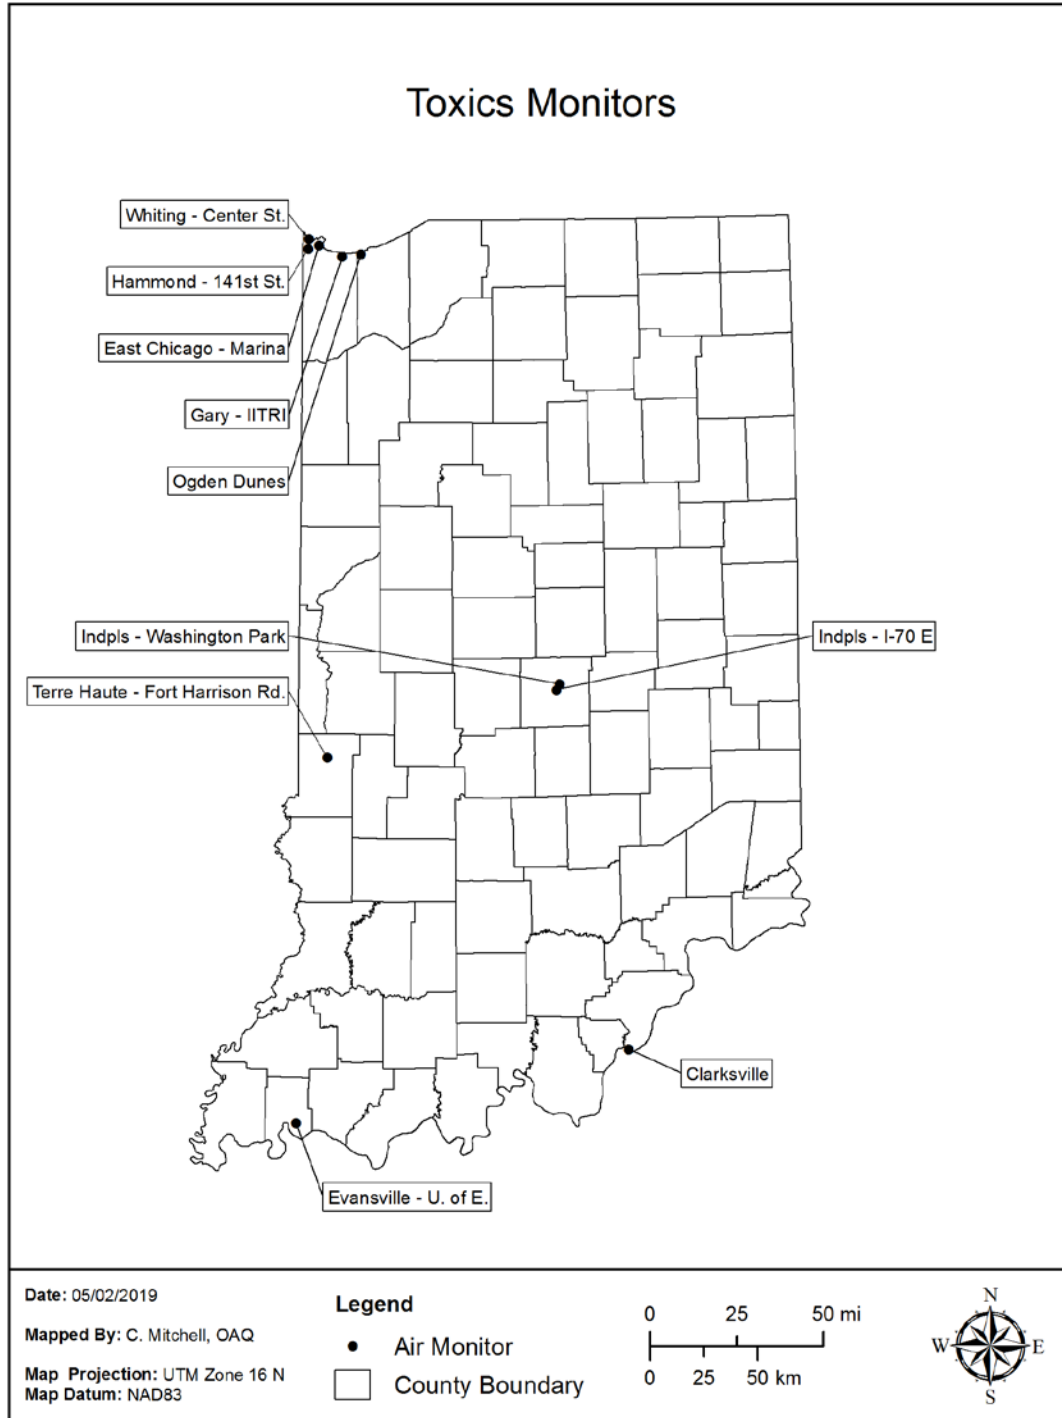 Toxics Monitors
Whiting - Center St.
Hammond - 141st St.
East Chicago - Marina
Gary - IITRI
Ogden Dunes
Indpls - Washington Park
Indpls - I-70 E
Terre Haute - Fort Harrison Rd.
Clarksville
Evansville - U. of E.
Date: 05/02/2019
Mapped By: C. Mitchell, OAQ
Map Projection: UTM Zone 16 N
Map Datum: NAD83
Legend
Air Monitor
County Boundary
0 25 50 mi
0 25 50 km
N
W E
S